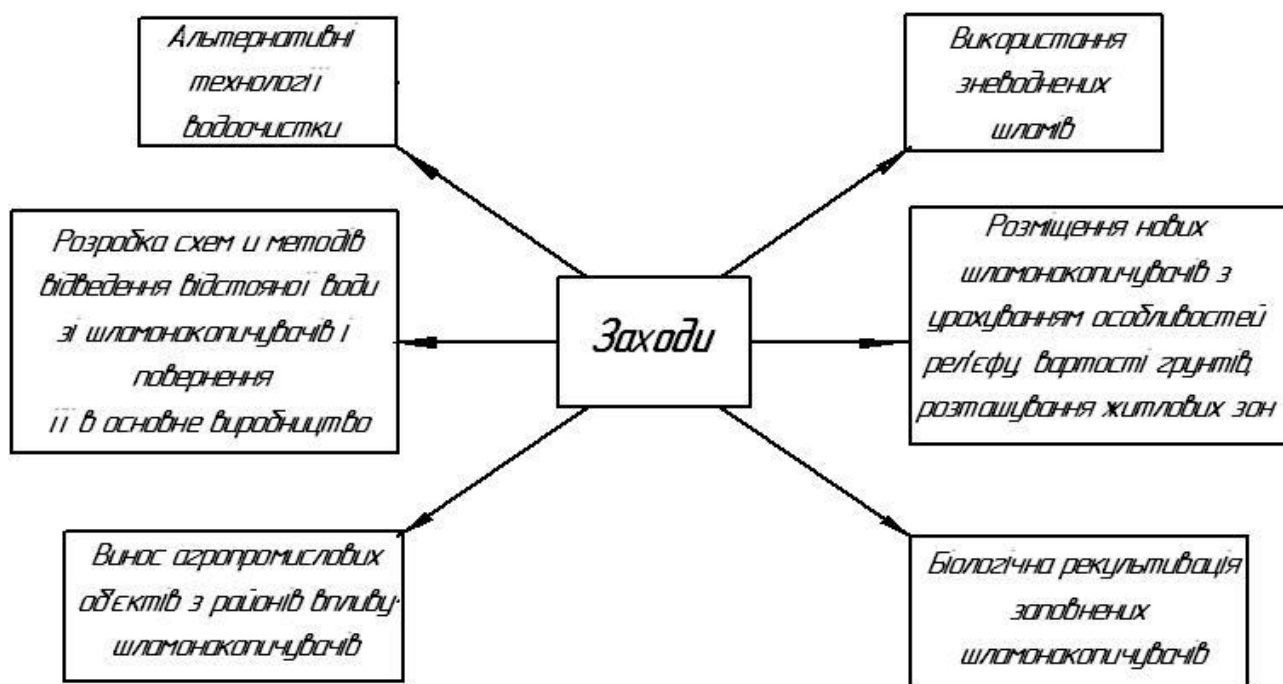 Альтернативні
технології
водоочистки
Використання
зневоднених
шламів
Розробка схем и методів
відведення відстояної води
зі шламонакопичувачів і
повернення
її в основне виробництво
Заходи
Розміщення нових
шламонакопичувачів з
урахуванням особливостей
рел'єфу, вартості грунтів,
розташування житлових зон
Винос агропромислових
об'єктів з районів впливу
шламонакопичувачів
Біологічна рекультивація
заповнених
шламонакопичувачів